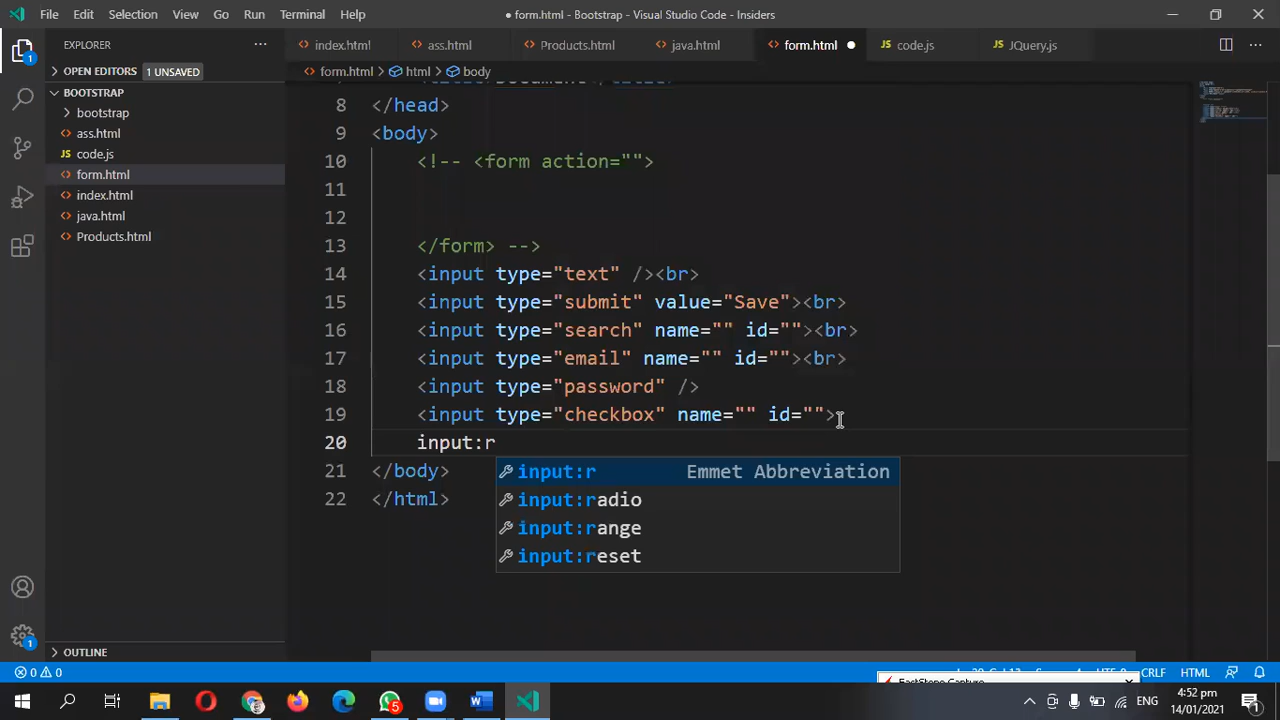 File Edit Selection View Go Run Terminal Help
● form.html - Bootstrap - Visual Studio Code - Insiders
EXPLORER
index.html ass.html Products.html java.html form.html ● code.js JQuery.js
OPEN EDITORS 1 UNSAVED
form.html > html > body
BOOTSTRAP
bootstrap
ass.html
code.js
form.html
index.html
java.html
Products.html
8 </head>
9 <body>
10 <!-- <form action="">
11
12
13 </form> -->
14 <input type="text" /><br>
15 <input type="submit" value="Save"><br>
16 <input type="search" name="" id=""><br>
17 <input type="email" name="" id=""><br>
18 <input type="password" />
19 <input type="checkbox" name="" id="">
20 input:r
input:r Emmet Abbreviation
input:radio
input:range
input:reset
21 </body>
22 </html>
1
1
OUTLINE
0 0
CRLF HTML
FastStone Capture
5
ENG
4:52 pm
14/01/2021
1